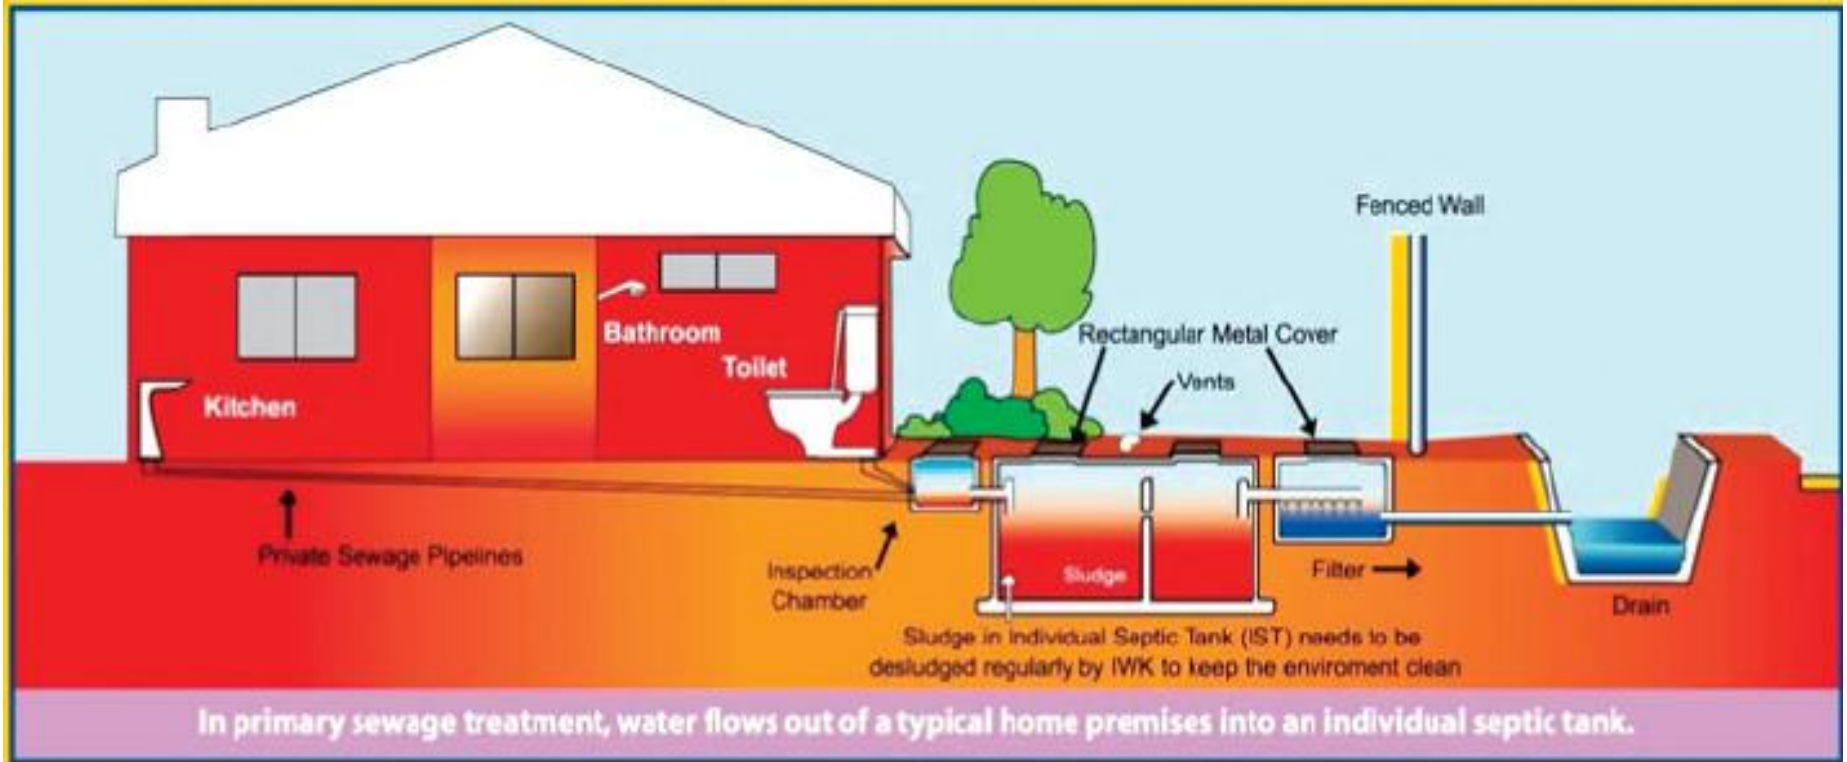 Fenced Wall
Rectangular Metal Cover
Vents
Bathroom
Toilet
Kitchen
Private Sewage Pipelines
Inspection
Chamber
Sludge
Filter
Drain
Sludge in Individual Septic Tank (IST) needs to be
desludged regularly by IWK to keep the enviroment clean
In primary sewage treatment, water flows out of a typical home premises into an individual septic tank.